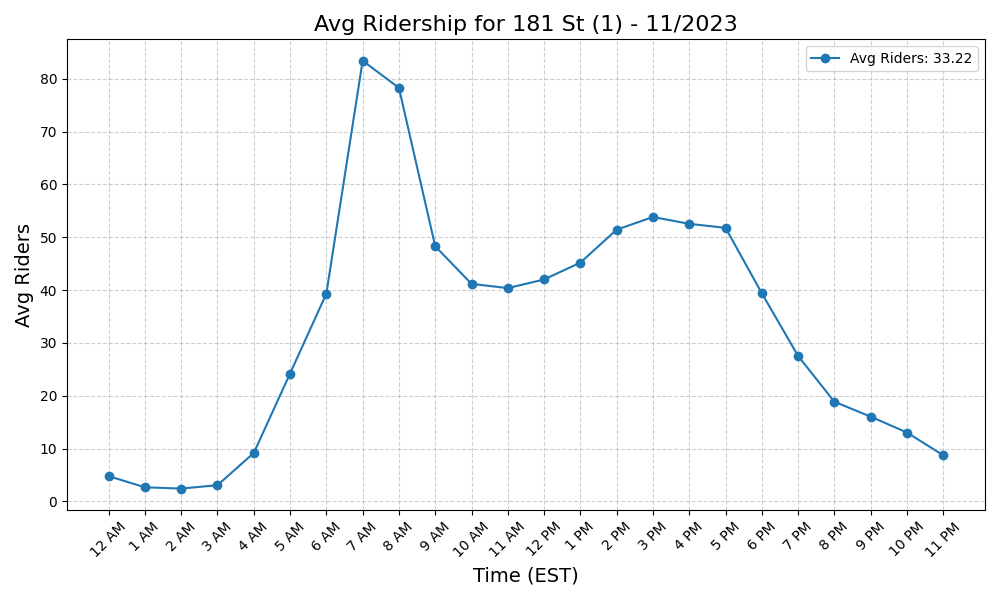 Avg Ridership for 181 St (1) - 11/2023
Avg Riders: 33.22
Avg Riders
80
70
60
50
40
30
20
10
0
12 AM
1 AM
2 AM
3 AM
4 AM
5 AM
6 AM
7 AM
8 AM
9 AM
10 AM
11 AM
12 PM
1 PM
2 PM
3 PM
4 PM
5 PM
6 PM
7 PM
8 PM
9 PM
10 PM
11 PM
Time (EST)